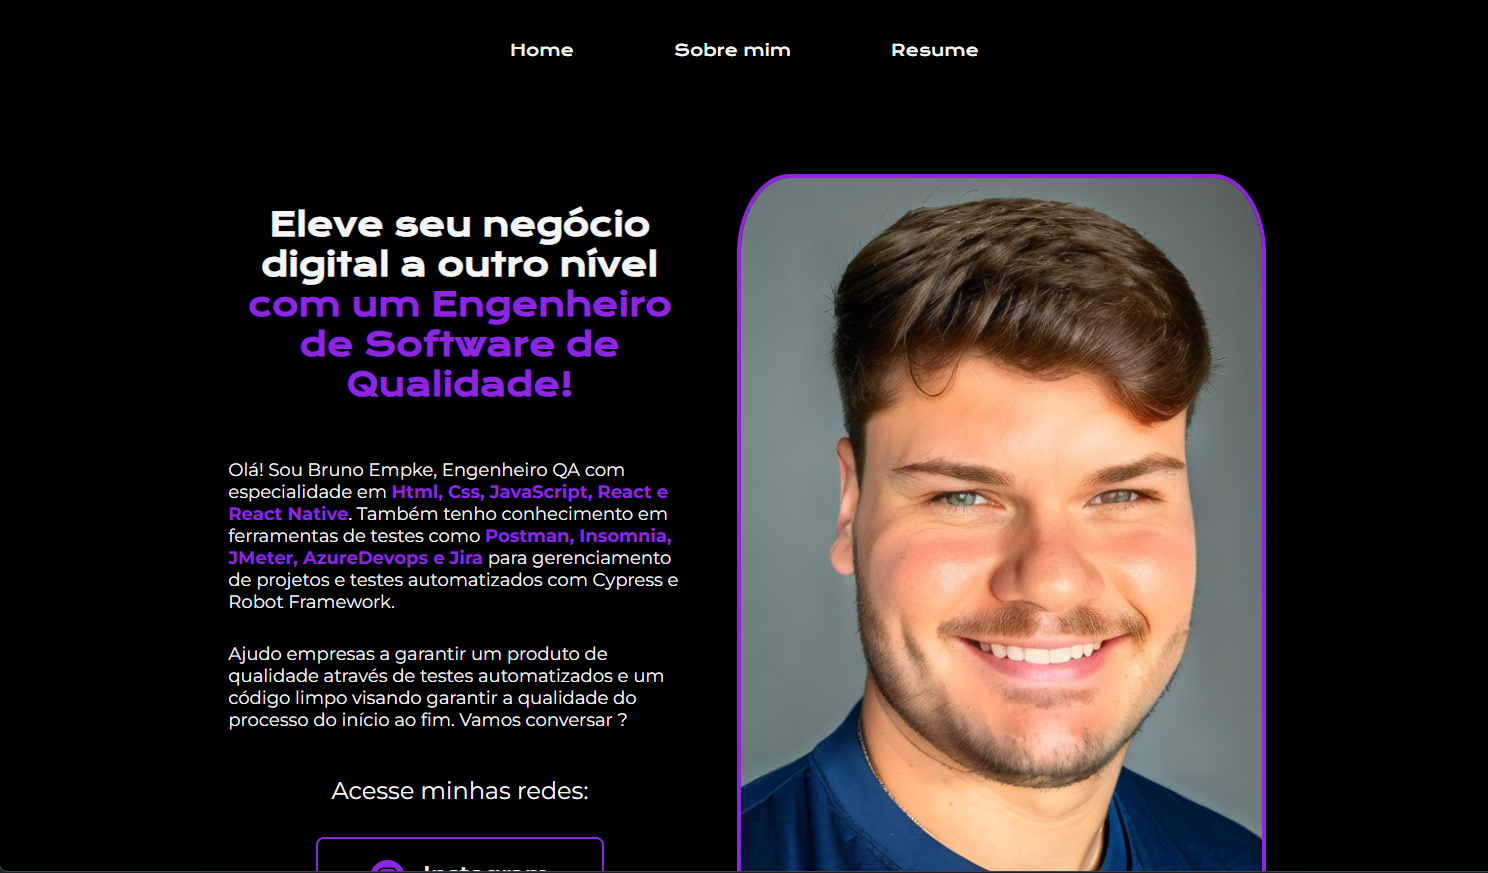 Home
Sobre mim
Resume
Eleve seu negócio
digital a outro nível
com um Engenheiro
de Software de
Qualidade!
Olá! Sou Bruno Empke, Engenheiro QA com
especialidade em Html, Css, JavaScript, React e
React Native. Também tenho conhecimento em
ferramentas de testes como Postman, Insomnia,
JMeter, AzureDevops e Jira para gerenciamento
de projetos e testes automatizados com Cypress e
Robot Framework.
Ajudo empresas a garantir um produto de
qualidade através de testes automatizados e um
código limpo visando garantir a qualidade do
processo do início ao fim. Vamos conversar ?
Acesse minhas redes:
Instagram